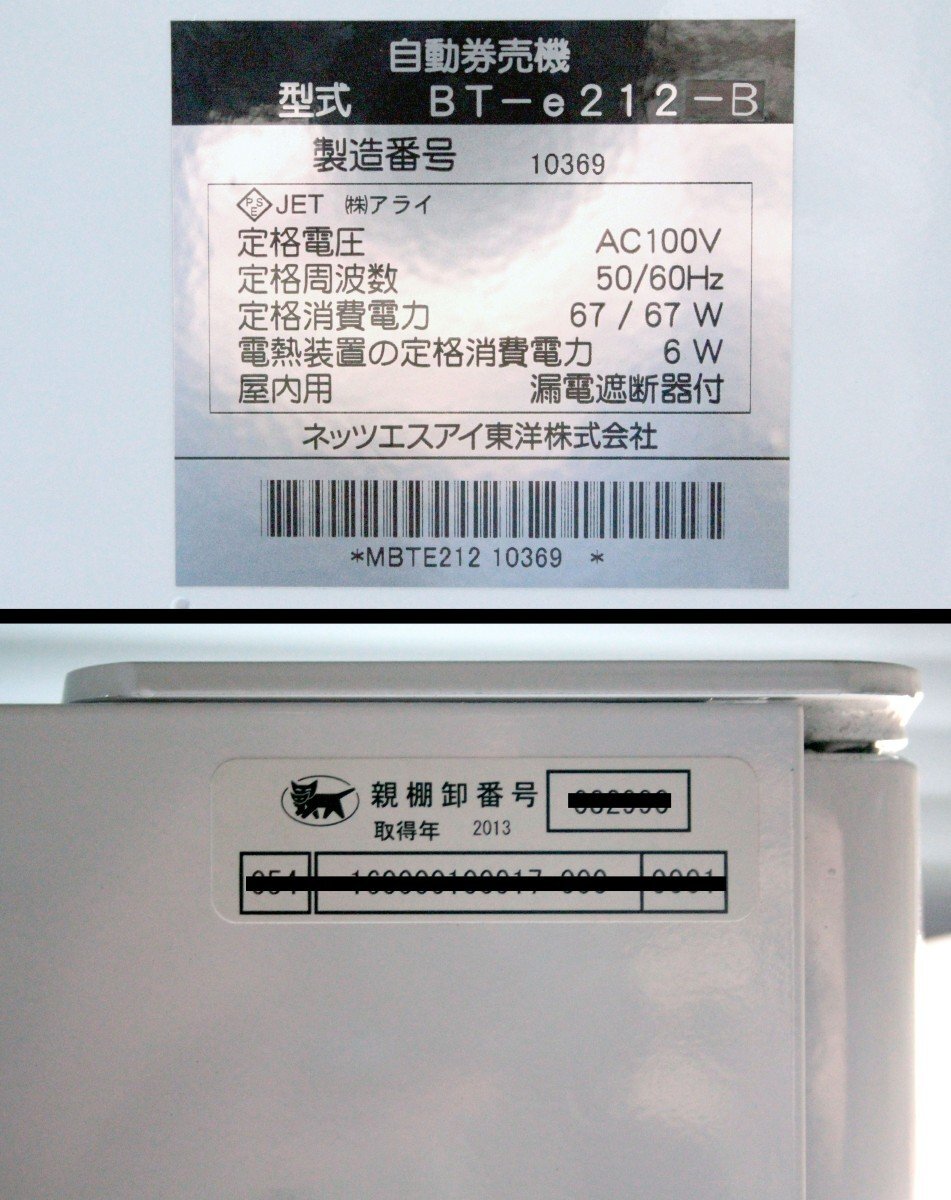 自動券売機
型式 BT-e212-B
製造番号 10369
PSE JET ㈱アライ
定格電圧 AC100V
定格周波数 50/60Hz
定格消費電力 67 / 67 W
電熱装置の定格消費電力 6 W
屋内用 漏電遮断器付
ネッツエスアイ東洋株式会社
*MBTE212 10369 *
親棚卸番号
取得年 2013